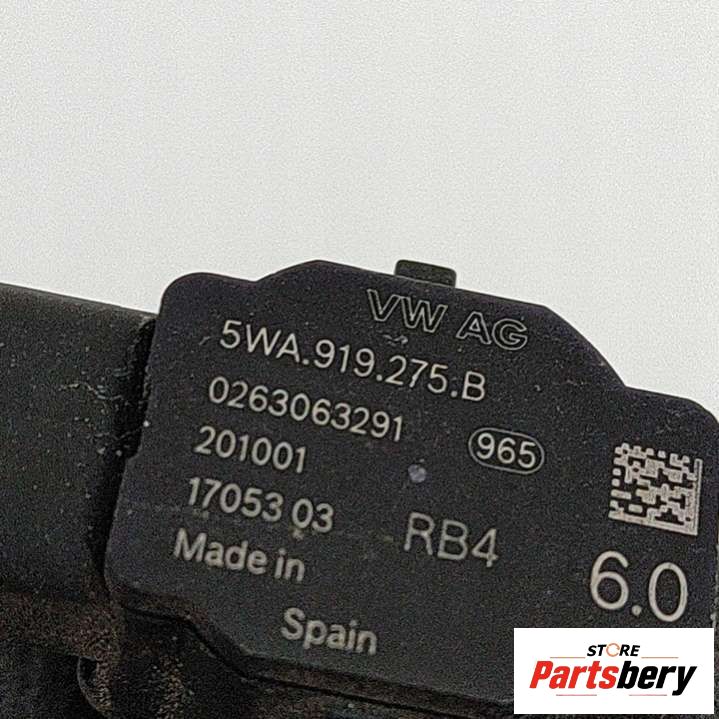 VW AG
5WA.919.275.B
0263063291
965
201001
17053 03
RB4
Made in
6.0
Spain
STORE
Partsbery